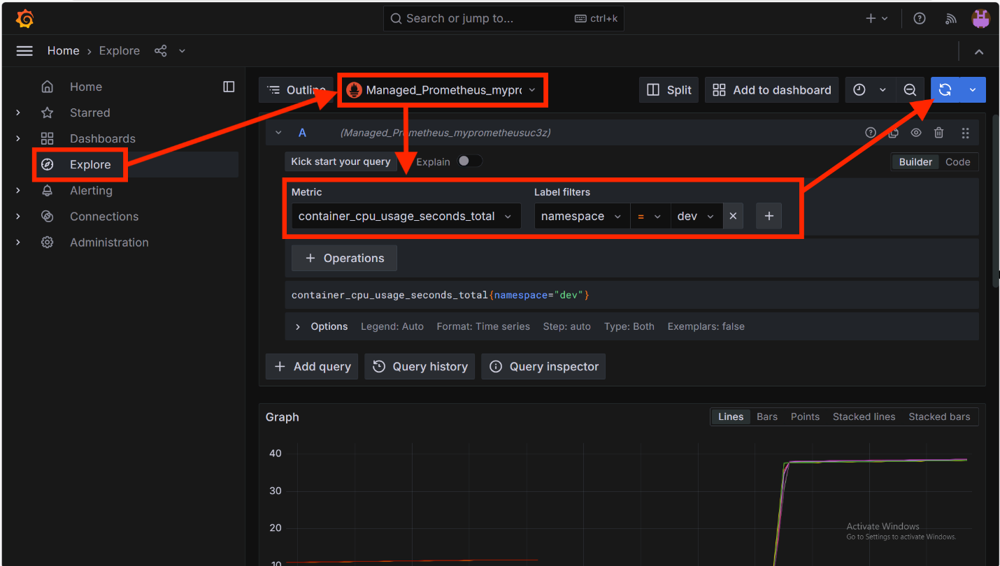 Search or jump to... ctrl+k
Home › Explore
Home
Starred
Dashboards
Explore
Alerting
Connections
Administration
Outline Managed_Prometheus_mypro Split Add to dashboard
A (Managed_Prometheus_myprometheusuc3z)
Kick start your query Explain Builder Code
Metric Label filters
container_cpu_usage_seconds_total namespace = dev
+ Operations
container_cpu_usage_seconds_total{namespace="dev"}
Options Legend: Auto Format: Time series Step: auto Type: Both Exemplars: false
+ Add query Query history Query inspector
Graph Lines Bars Points Stacked lines Stacked bars
40
30
20
10
Activate Windows
Go to Settings to activate Windows.